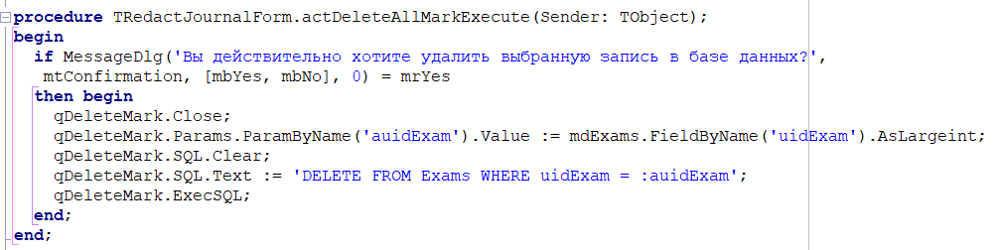 procedure TRedactJournalForm.actDeleteAllMarkExecute(Sender: TObject);
begin
  if MessageDlg('Вы действительно хотите удалить выбранную запись в базе данных?',
   mtConfirmation, [mbYes, mbNo], 0) = mrYes
  then begin
    qDeleteMark.Close;
    qDeleteMark.Params.ParamByName('auidExam').Value := mdExams.FieldByName('uidExam').AsLargeint;
    qDeleteMark.SQL.Clear;
    qDeleteMark.SQL.Text := 'DELETE FROM Exams WHERE uidExam = :auidExam';
    qDeleteMark.ExecSQL;
  end;
end;